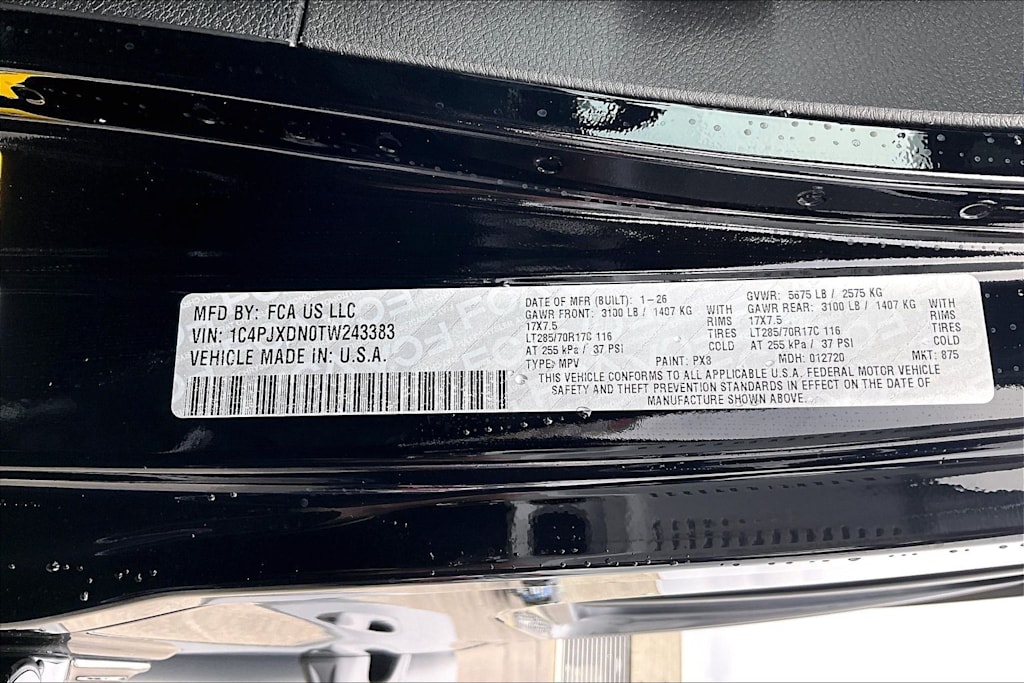 MFD BY: FCA US LLC
VIN: 1C4PJXDN0TW243383
VEHICLE MADE IN: U.S.A.
DATE OF MFR (BUILT): 1-26
GAWR FRONT: 3100 LB / 1407 KG WITH
17X7.5 RIMS
LT285/70R17C 116 TIRES
AT 255 kPa / 37 PSI COLD
TYPE: MPV PAINT: PX8
GVWR: 5675 LB / 2575 KG
GAWR REAR: 3100 LB / 1407 KG WITH
17X7.5 RIMS
LT285/70R17C 116 TIRES
AT 255 kPa / 37 PSI COLD
MDH: 012720 MKT: 875
THIS VEHICLE CONFORMS TO ALL APPLICABLE U.S.A. FEDERAL MOTOR VEHICLE
SAFETY AND THEFT PREVENTION STANDARDS IN EFFECT ON THE DATE OF
MANUFACTURE SHOWN ABOVE.